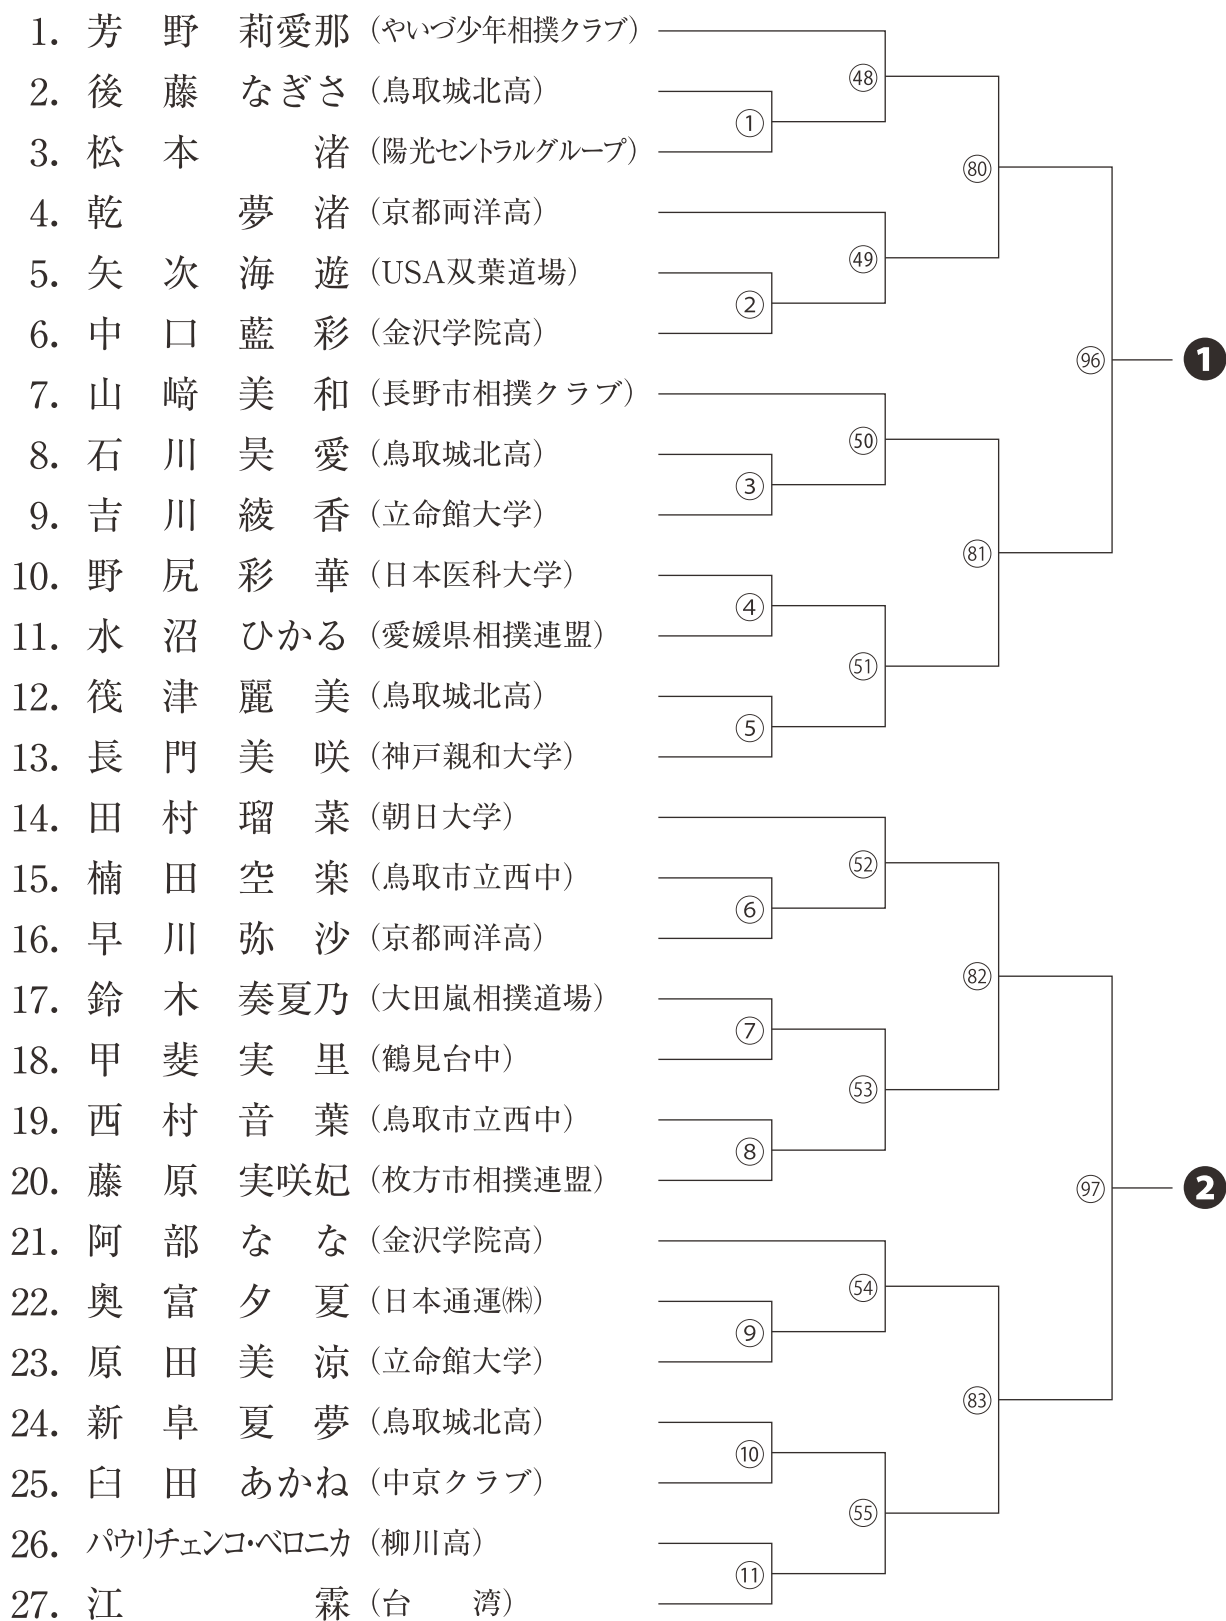 1. 芳野 莉愛那 (やいづ少年相撲クラブ)
2. 後藤 なぎさ (鳥取城北高)
3. 松本 渚 (陽光セントラルグループ)
4. 乾 夢渚 (京都両洋高)
5. 矢次 海遊 (USA双葉道場)
6. 中口 藍彩 (金沢学院高)
7. 山﨑 美和 (長野市相撲クラブ)
8. 石川 昊愛 (鳥取城北高)
9. 吉川 綾香 (立命館大学)
10. 野尻 彩華 (日本医科大学)
11. 水沼 ひかる (愛媛県相撲連盟)
12. 筏津 麗美 (鳥取城北高)
13. 長門 美咲 (神戸親和大学)
14. 田村 瑠菜 (朝日大学)
15. 楠田 空楽 (鳥取市立西中)
16. 早川 弥沙 (京都両洋高)
17. 鈴木 奏夏乃 (大田嵐相撲道場)
18. 甲斐 実里 (鶴見台中)
19. 西村 音葉 (鳥取市立西中)
20. 藤原 実咲妃 (枚方市相撲連盟)
21. 阿部 なな (金沢学院高)
22. 奥富 夕夏 (日本通運㈱)
23. 原田 美涼 (立命館大学)
24. 新阜 夏夢 (鳥取城北高)
25. 臼田 あかね (中京クラブ)
26. パウリチェンコ・ベロニカ (柳川高)
27. 江 霖 (台湾)
①
②
③
④
⑤
⑥
⑦
⑧
⑨
⑩
⑪
㊽
㊾
㊿
51
52
53
54
55
80
81
82
83
96
97
❶
❷